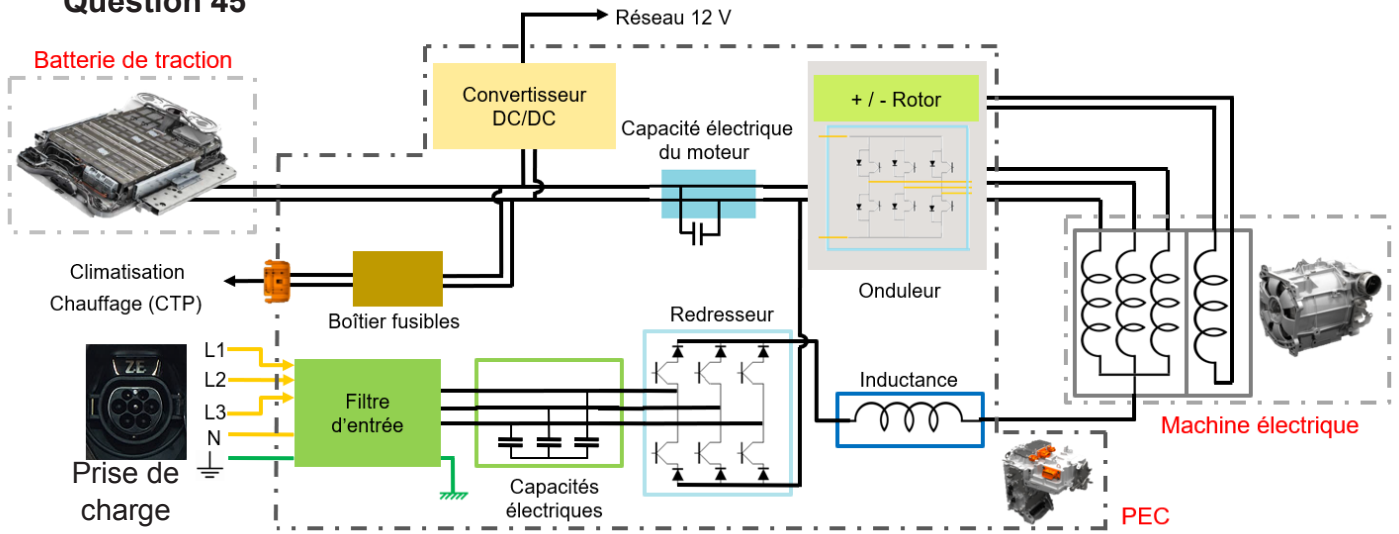 Question 45
Réseau 12 V
Batterie de traction
Convertisseur
DC/DC
+ / - Rotor
Capacité électrique
du moteur
Climatisation
Chauffage (CTP)
Boîtier fusibles
Onduleur
Redresseur
L1
L2
L3
N
Z.E.
Filtre
d'entrée
Inductance
Machine électrique
Prise de
charge
Capacités
électriques
PEC